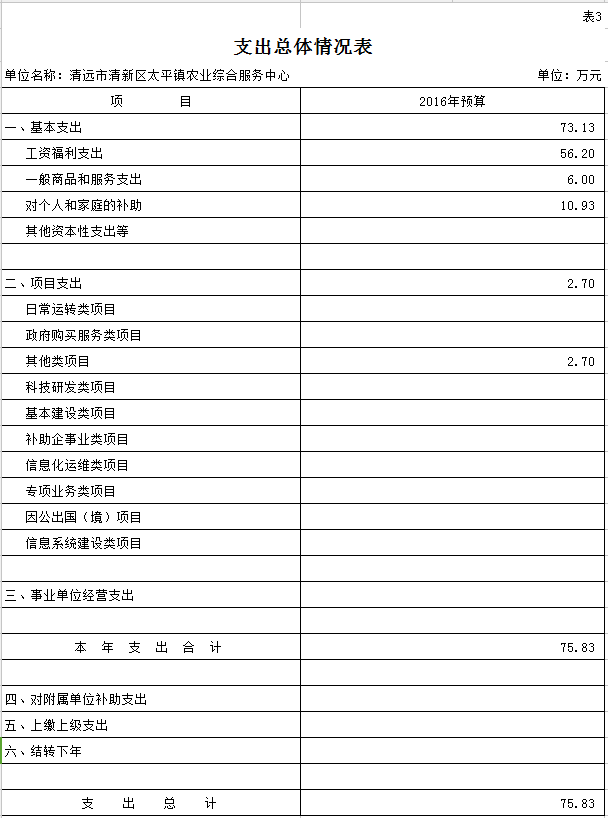 表3
支出总体情况表
单位名称：清远市清新区太平镇农业综合服务中心 单位：万元
项 目 2016年预算
一、基本支出 73.13
工资福利支出 56.20
一般商品和服务支出 6.00
对个人和家庭的补助 10.93
其他资本性支出等
二、项目支出 2.70
日常运转类项目
政府购买服务类项目
其他类项目 2.70
科技研发类项目
基本建设类项目
补助企事业类项目
信息化运维类项目
专项业务类项目
因公出国（境）项目
信息系统建设类项目
三、事业单位经营支出
本 年 支 出 合 计 75.83
四、对附属单位补助支出
五、上缴上级支出
六、结转下年
支 出 总 计 75.83